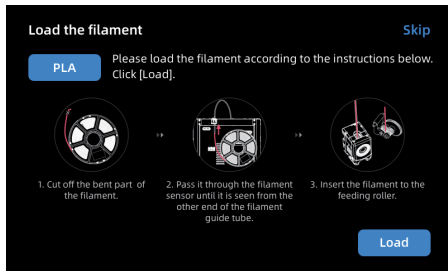 Load the filament
Skip
PLA
Please load the filament according to the instructions below.
Click [Load].
1. Cut off the bent part of
the filament.
2. Pass it through the filament
sensor until it is seen from the
other end of the filament
guide tube.
3. Insert the filament to the
feeding roller.
Load